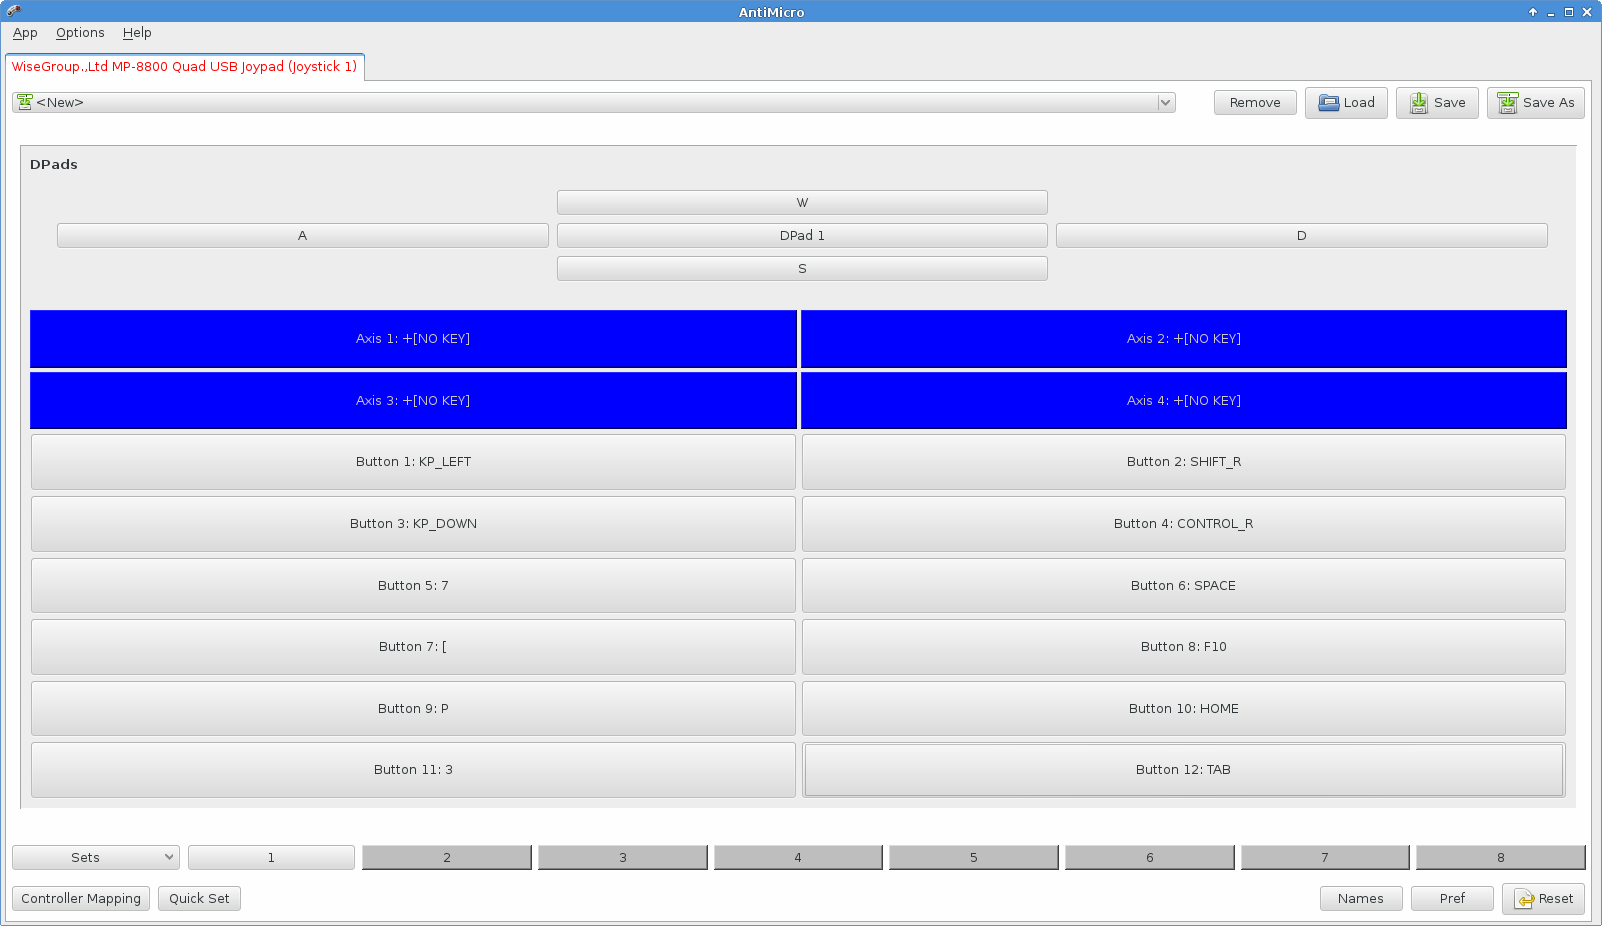 AntiMicro
App Options Help
WiseGroup.,Ltd MP-8800 Quad USB Joypad (Joystick 1)
<New> Remove Load Save Save As
DPads
W
A DPad 1 D
S
Axis 1: +[NO KEY] Axis 2: +[NO KEY]
Axis 3: +[NO KEY] Axis 4: +[NO KEY]
Button 1: KP_LEFT Button 2: SHIFT_R
Button 3: KP_DOWN Button 4: CONTROL_R
Button 5: 7 Button 6: SPACE
Button 7: [ Button 8: F10
Button 9: P Button 10: HOME
Button 11: 3 Button 12: TAB
Sets 1 2 3 4 5 6 7 8
Controller Mapping Quick Set Names Pref Reset